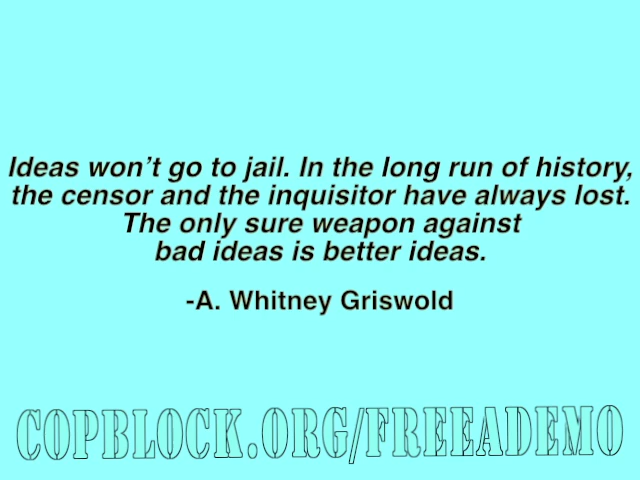 Ideas won’t go to jail. In the long run of history,
the censor and the inquisitor have always lost.
The only sure weapon against
bad ideas is better ideas.
-A. Whitney Griswold
COPBLOCK.ORG/FREEADEMO